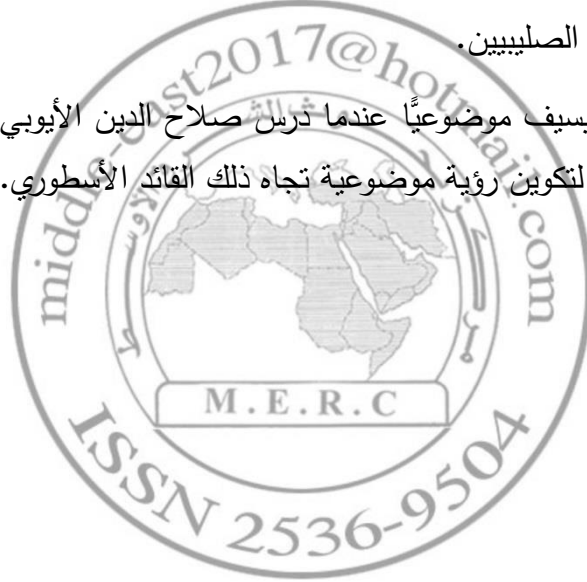 الصليبيين.
يسيف موضوعيًّا عندما درس صلاح الدين الأيوبي
لتكوين رؤية موضوعية تجاه ذلك القائد الأسطوري.
middle-east2017@hotmail.com
M.E.R.C
ISSN 2536-9504